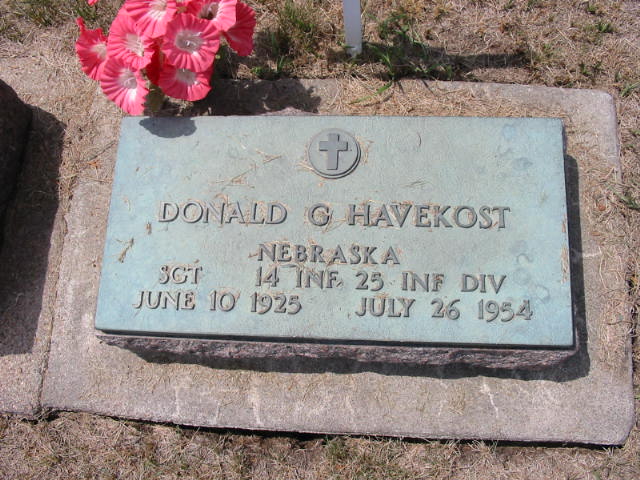 DONALD G HAVEKOST
NEBRASKA
SGT 14 INF 25 INF DIV
JUNE 10 1925 JULY 26 1954